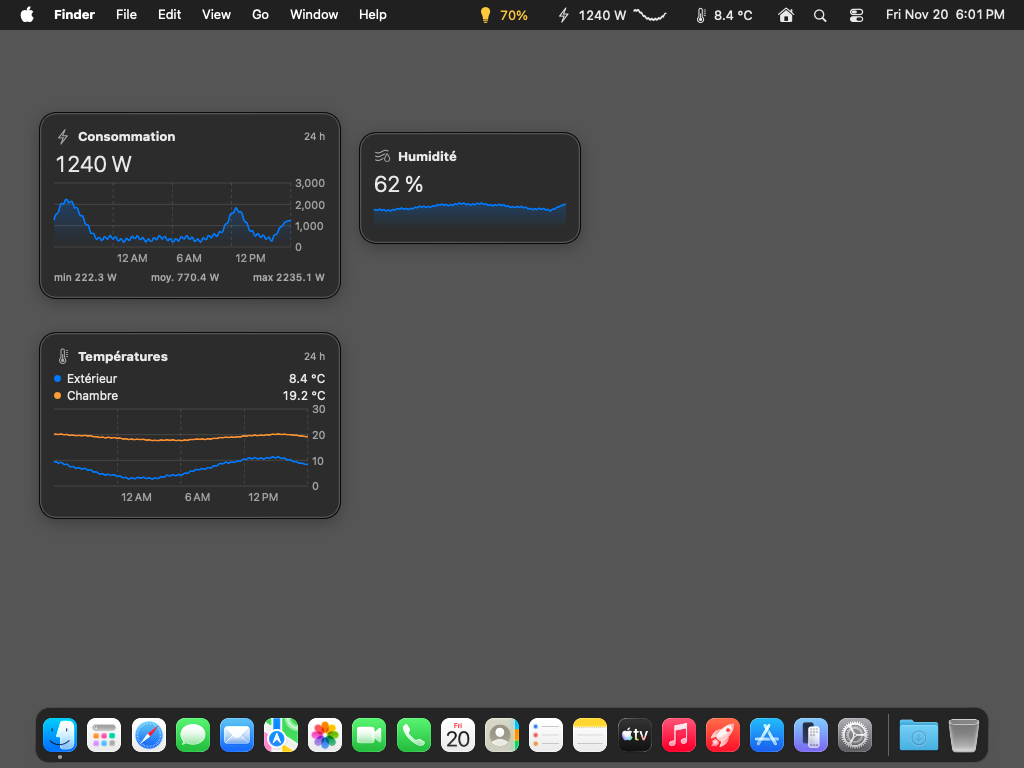 Finder File Edit View Go Window Help 70% 1240 W 8.4 °C Fri Nov 20 6:01 PM
Consommation 24 h
1240 W
3,000
2,000
1,000
0
12 AM 6 AM 12 PM
min 222.3 W moy. 770.4 W max 2235.1 W
Humidité
62 %
Températures 24 h
Extérieur 8.4 °C
Chambre 19.2 °C
30
20
10
0
12 AM 6 AM 12 PM
Fri
20
tv